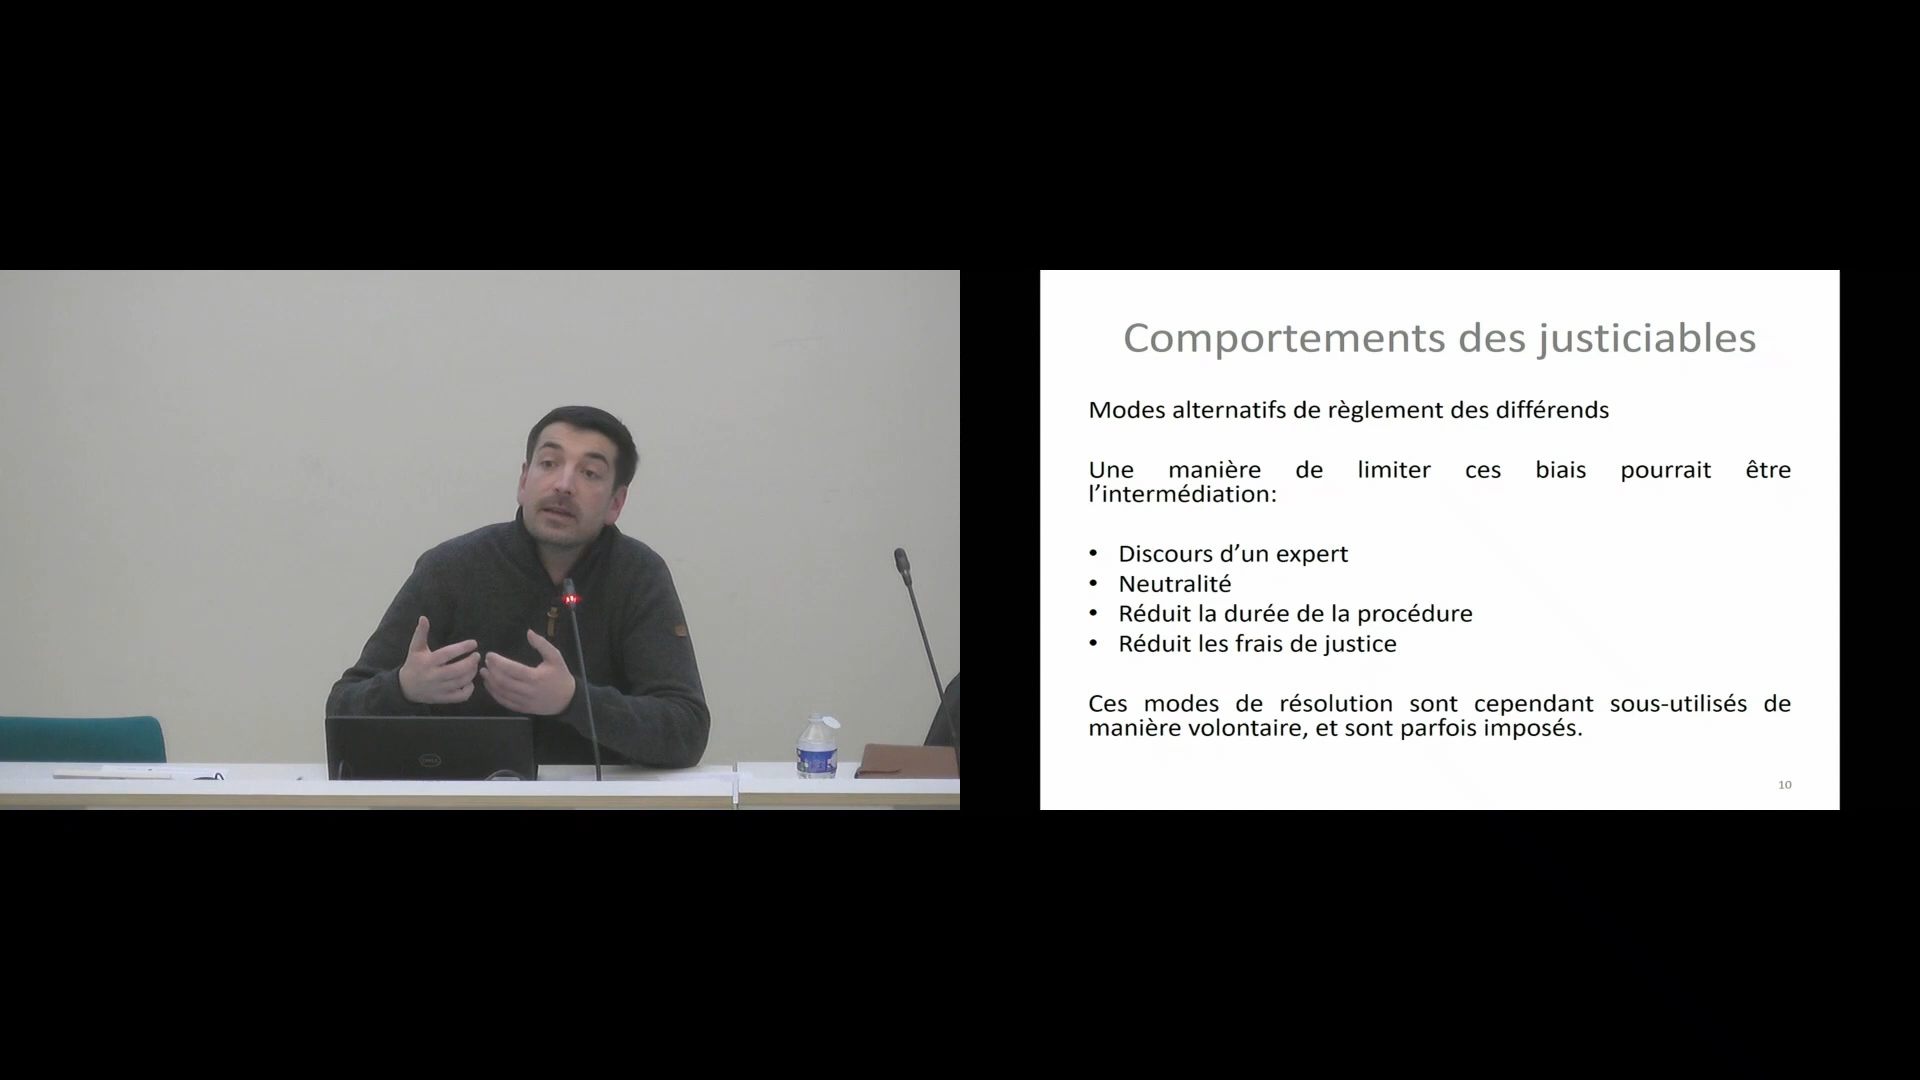 Comportements des justiciables
Modes alternatifs de règlement des différends
Une manière de limiter ces biais pourrait être
l’intermédiation:
• Discours d’un expert
• Neutralité
• Réduit la durée de la procédure
• Réduit les frais de justice
Ces modes de résolution sont cependant sous-utilisés de
manière volontaire, et sont parfois imposés.
10
DELL